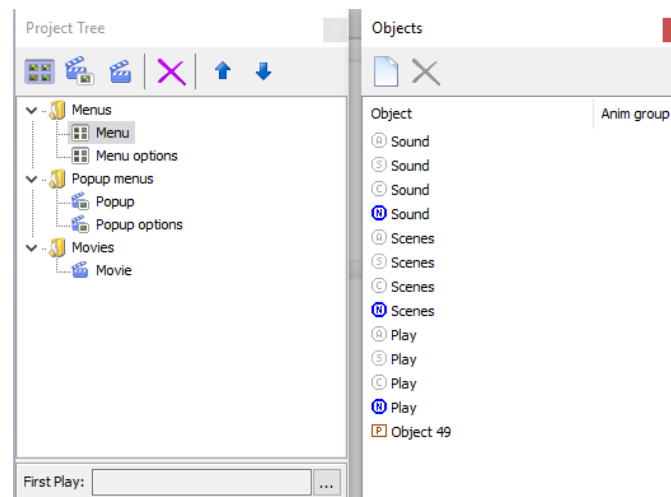 Project Tree
x
Menus
Menu
Menu options
Popup menus
Popup
Popup options
Movies
Movie
First Play:
...
Objects
Object Anim group
A Sound
S Sound
C Sound
N Sound
A Scenes
S Scenes
C Scenes
N Scenes
A Play
S Play
C Play
N Play
P Object 49